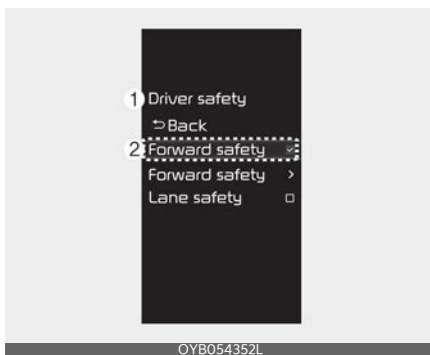 1 Driver safety
Back
2 Forward safety
Forward safety >
Lane safety
OYB054352L